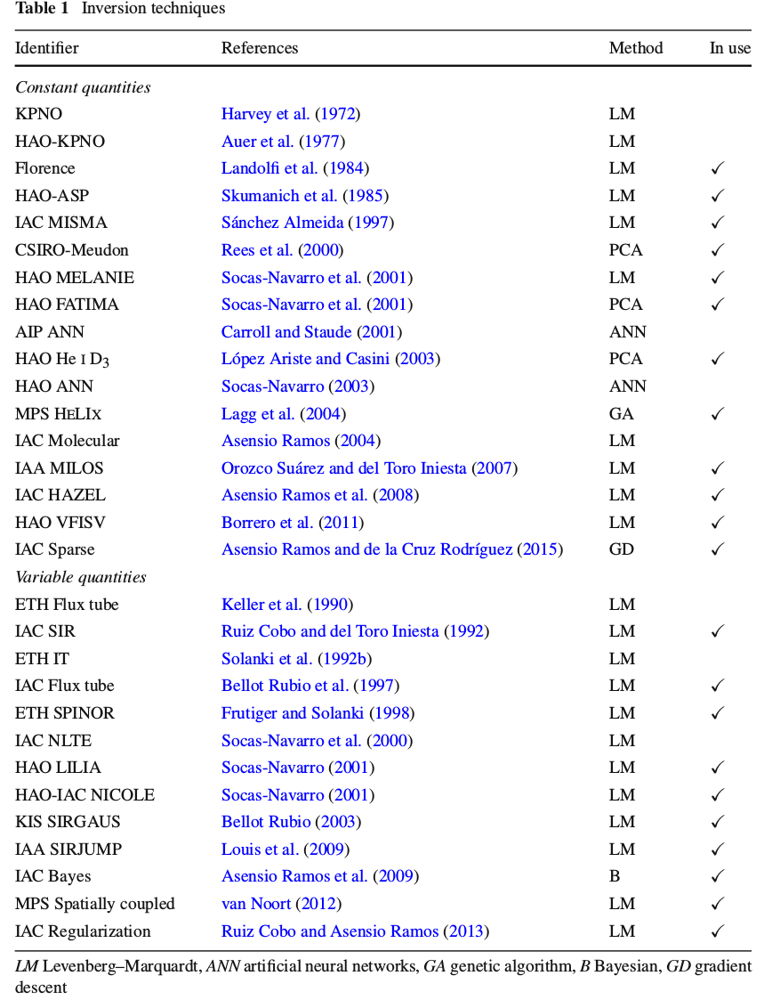 Table 1 Inversion techniques
Identifier References Method In use
Constant quantities
KPNO Harvey et al. (1972) LM
HAO-KPNO Auer et al. (1977) LM
Florence Landolfi et al. (1984) LM ✓
HAO-ASP Skumanich et al. (1985) LM ✓
IAC MISMA Sánchez Almeida (1997) LM ✓
CSIRO-Meudon Rees et al. (2000) PCA ✓
HAO MELANIE Socas-Navarro et al. (2001) LM ✓
HAO FATIMA Socas-Navarro et al. (2001) PCA ✓
AIP ANN Carroll and Staude (2001) ANN
HAO He I D3 López Ariste and Casini (2003) PCA ✓
HAO ANN Socas-Navarro (2003) ANN
MPS HELIX Lagg et al. (2004) GA ✓
IAC Molecular Asensio Ramos (2004) LM
IAA MILOS Orozco Suárez and del Toro Iniesta (2007) LM ✓
IAC HAZEL Asensio Ramos et al. (2008) LM ✓
HAO VFISV Borrero et al. (2011) LM ✓
IAC Sparse Asensio Ramos and de la Cruz Rodríguez (2015) GD ✓
Variable quantities
ETH Flux tube Keller et al. (1990) LM
IAC SIR Ruiz Cobo and del Toro Iniesta (1992) LM ✓
ETH IT Solanki et al. (1992b) LM
IAC Flux tube Bellot Rubio et al. (1997) LM ✓
ETH SPINOR Frutiger and Solanki (1998) LM ✓
IAC NLTE Socas-Navarro et al. (2000) LM
HAO LILIA Socas-Navarro (2001) LM ✓
HAO-IAC NICOLE Socas-Navarro (2001) LM ✓
KIS SIRGAUS Bellot Rubio (2003) LM ✓
IAA SIRJUMP Louis et al. (2009) LM ✓
IAC Bayes Asensio Ramos et al. (2009) B ✓
MPS Spatially coupled van Noort (2012) LM ✓
IAC Regularization Ruiz Cobo and Asensio Ramos (2013) LM ✓
LM Levenberg–Marquardt, ANN artificial neural networks, GA genetic algorithm, B Bayesian, GD gradient
descent